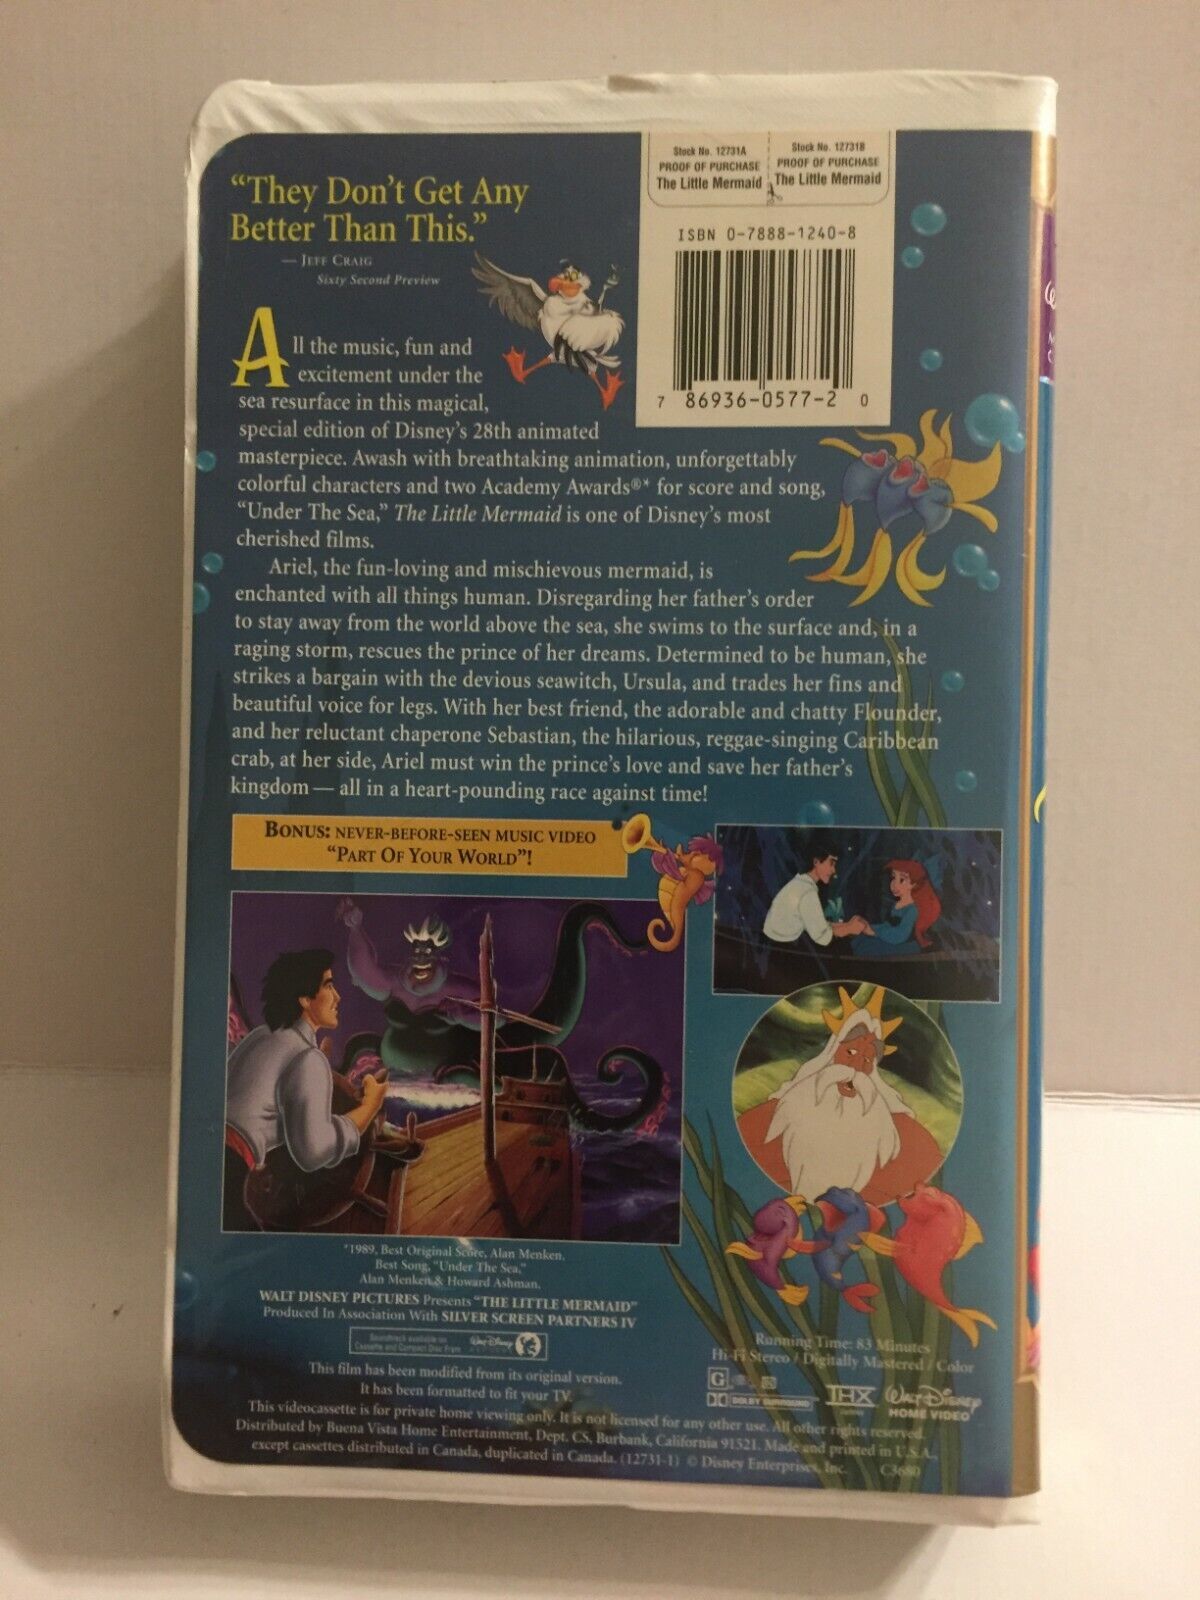 "They Don't Get Any
Better Than This."
— JEFF CRAIG
Sixty Second Preview
Stock No. 12731A
PROOF OF PURCHASE
The Little Mermaid
Stock No. 12731B
PROOF OF PURCHASE
The Little Mermaid
ISBN 0-7888-1240-8
7 86936-0577-2 0
All the music, fun and
excitement under the
sea resurface in this magical,
special edition of Disney's 28th animated
masterpiece. Awash with breathtaking animation, unforgettably
colorful characters and two Academy Awards®* for score and song,
"Under The Sea," The Little Mermaid is one of Disney's most
cherished films.
Ariel, the fun-loving and mischievous mermaid, is
enchanted with all things human. Disregarding her father's order
to stay away from the world above the sea, she swims to the surface and, in a
raging storm, rescues the prince of her dreams. Determined to be human, she
strikes a bargain with the devious seawitch, Ursula, and trades her fins and
beautiful voice for legs. With her best friend, the adorable and chatty Flounder,
and her reluctant chaperone Sebastian, the hilarious, reggae-singing Caribbean
crab, at her side, Ariel must win the prince's love and save her father's
kingdom — all in a heart-pounding race against time!
BONUS: NEVER-BEFORE-SEEN MUSIC VIDEO
"PART OF YOUR WORLD"!
*1989, Best Original Score, Alan Menken.
Best Song, "Under The Sea,"
Alan Menken & Howard Ashman.
WALT DISNEY PICTURES Presents "THE LITTLE MERMAID"
Produced In Association With SILVER SCREEN PARTNERS IV
Soundtrack available on
Cassette and Compact Disc From
Walt Disney
This film has been modified from its original version.
It has been formatted to fit your TV.
Running Time: 83 Minutes
Hi-Fi Stereo / Digitally Mastered / Color
G
DOLBY SURROUND
THX
Walt Disney
HOME VIDEO
This videocassette is for private home viewing only. It is not licensed for any other use. All other rights reserved.
Distributed by Buena Vista Home Entertainment, Dept. CS, Burbank, California 91521. Made and printed in U.S.A.,
except cassettes distributed in Canada, duplicated in Canada. (12731-1) © Disney Enterprises, Inc. C3680